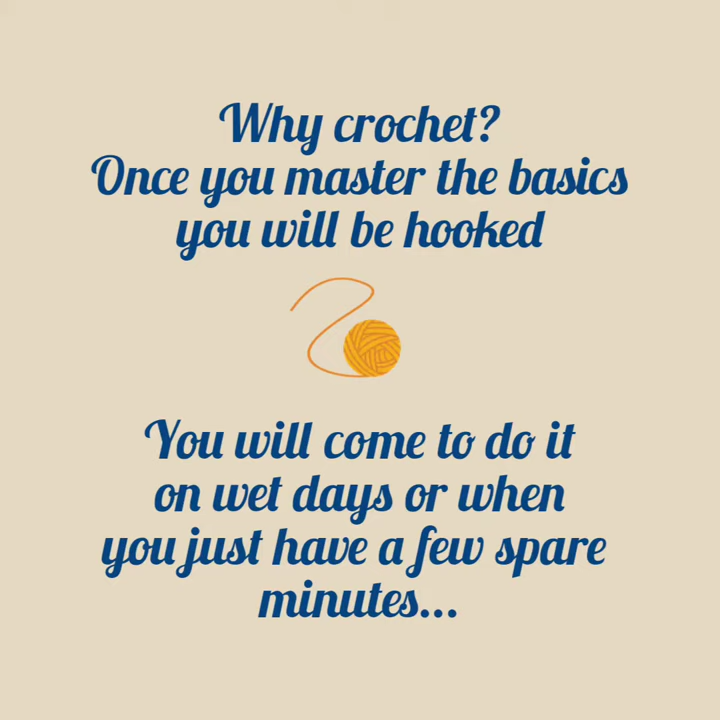 Why crochet?
Once you master the basics
you will be hooked
You will come to do it
on wet days or when
you just have a few spare
minutes...